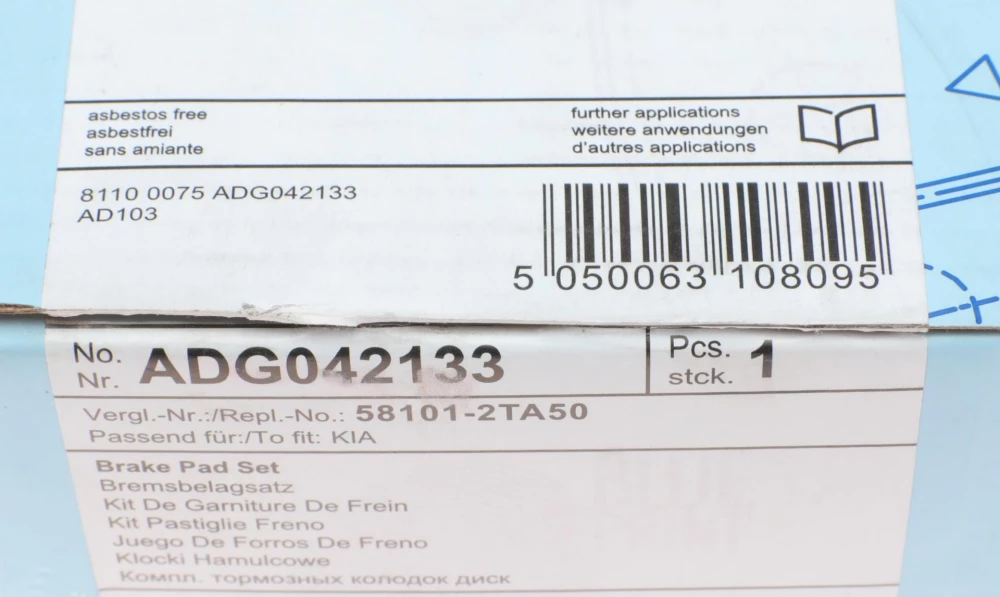 asbestos free
asbestfrei
sans amiante
further applications
weitere anwendungen
d'autres applications
8110 0075 ADG042133
AD103
5 050063 108095
No. ADG042133
Nr.
Pcs. 1
stck.
Vergl.-Nr.:/Repl.-No.: 58101-2TA50
Passend für:/To fit: KIA
Brake Pad Set
Bremsbelagsatz
Kit De Garniture De Frein
Kit Pastiglie Freno
Juego De Forros De Freno
Klocki Hamulcowe
Компл. тормозных колодок диск